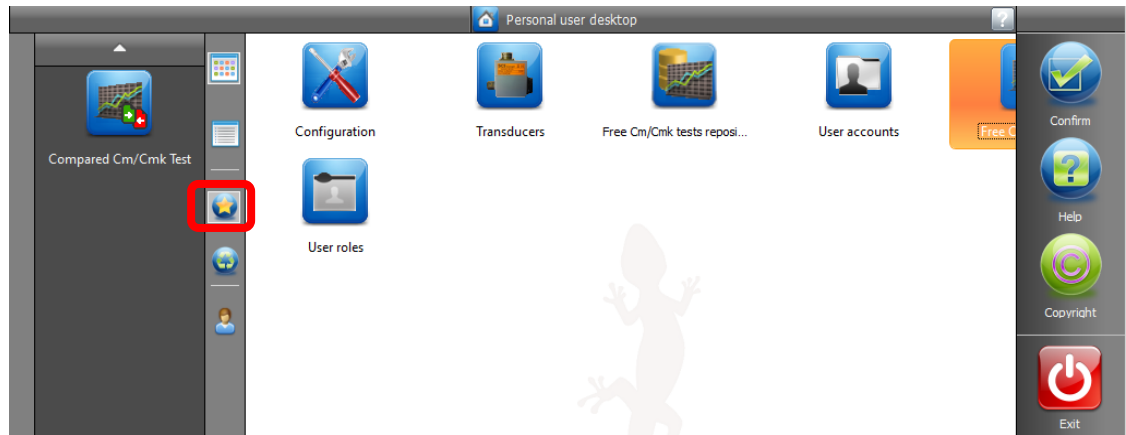 Personal user desktop
?
Compared Cm/Cmk Test
Configuration
Transducers
Free Cm/Cmk tests reposi...
User accounts
Free C
User roles
Confirm
Help
Copyright
Exit